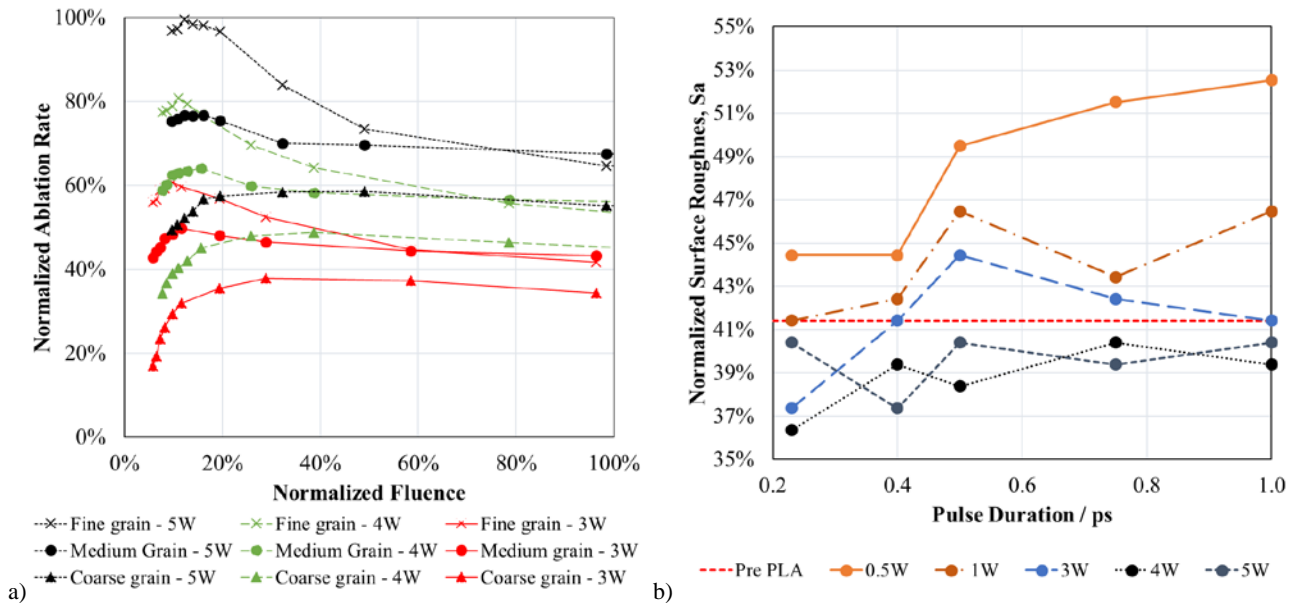 100%
80%
60%
40%
20%
0%
Normalized Ablation Rate
0% 20% 40% 60% 80% 100%
Normalized Fluence
Fine grain - 5W Fine grain - 4W Fine grain - 3W
Medium Grain - 5W Medium Grain - 4W Medium grain - 3W
Coarse grain - 5W Coarse grain - 4W Coarse grain - 3W
a)
55%
53%
51%
49%
47%
45%
43%
41%
39%
37%
35%
Normalized Surface Roughnes, Sa
0.2 0.4 0.6 0.8 1.0
Pulse Duration / ps
Pre PLA 0.5W 1W 3W 4W 5W
b)